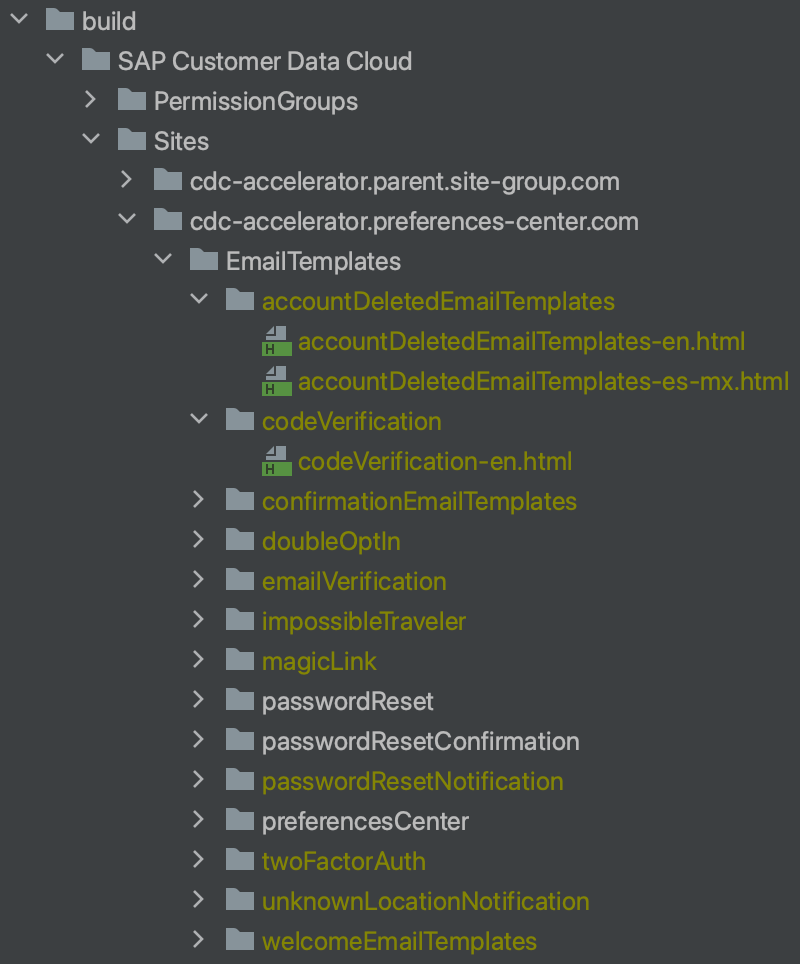 build
SAP Customer Data Cloud
PermissionGroups
Sites
cdc-accelerator.parent.site-group.com
cdc-accelerator.preferences-center.com
EmailTemplates
accountDeletedEmailTemplates
H accountDeletedEmailTemplates-en.html
H accountDeletedEmailTemplates-es-mx.html
codeVerification
H codeVerification-en.html
confirmationEmailTemplates
doubleOptIn
emailVerification
impossibleTraveler
magicLink
passwordReset
passwordResetConfirmation
passwordResetNotification
preferencesCenter
twoFactorAuth
unknownLocationNotification
welcomeEmailTemplates